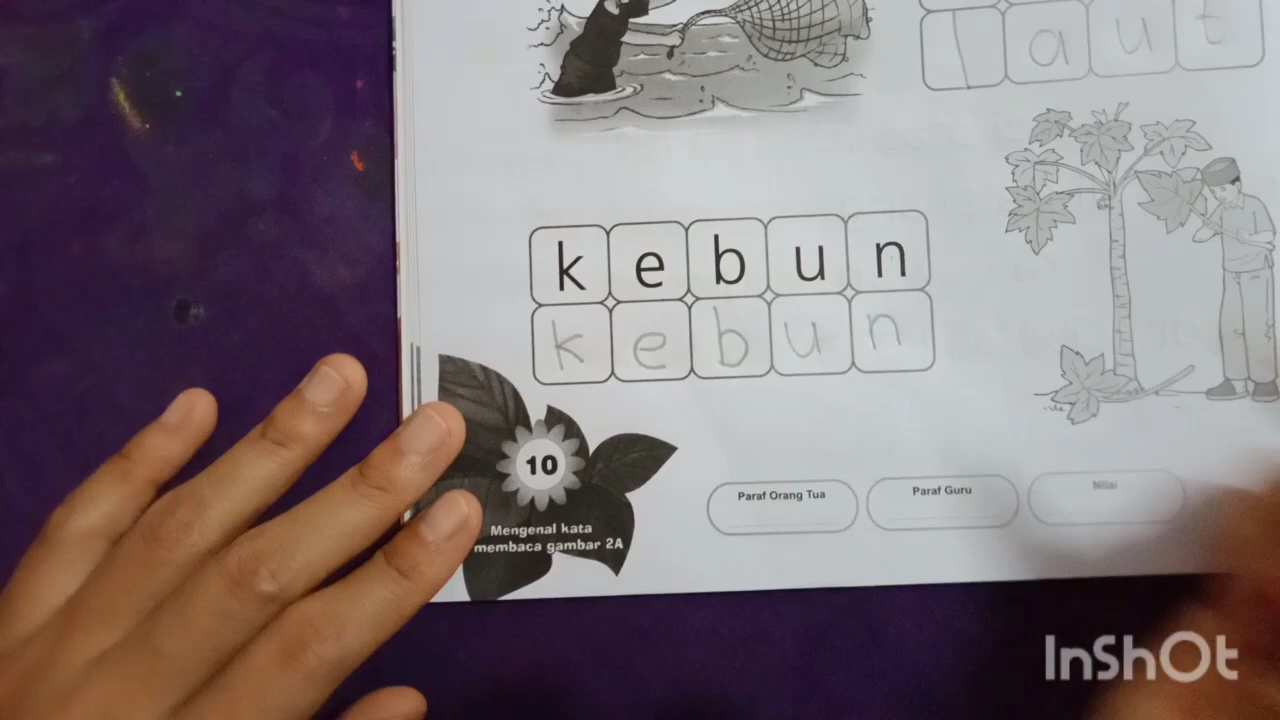 laut
kebun
kebun
10
Mengenal kata
membaca gambar 2A
Paraf Orang Tua
Paraf Guru
Nilai
InShOt